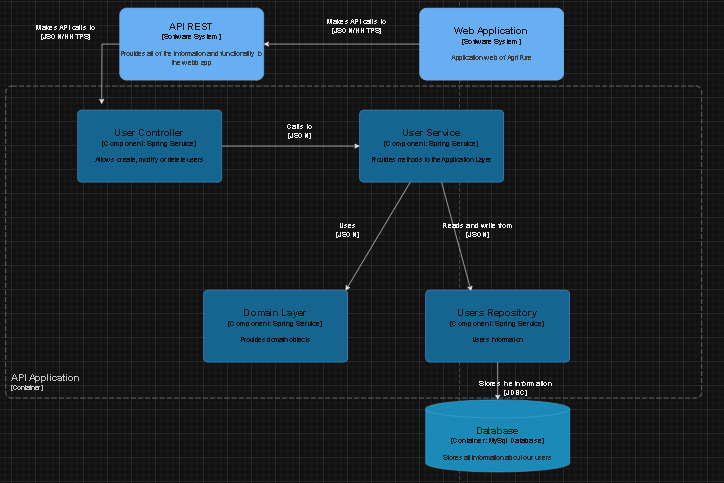 Makes API calls to
[JSON/HHTPS]
API REST
[Software System]
Provides all of the information and functionality to
the webb app
Makes API calls to
[JSON/HHTPS]
Web Application
[Software System]
Application web of AgriPure
User Controller
[Component: Spring Service]
Allows create, modify or delete users
Calls to
[JSON]
User Service
[Component: Spring Service]
Provides methods to the Application Layer
Uses
[JSON]
Reads and write from
[JSON]
Domain Layer
[Component: Spring Service]
Provides domain objects
Users Repository
[Component: Spring Service]
Users Information
API Application
[Container]
Stores the information
[JDBC]
Database
[Container: MySql Database]
Stores all information about our users